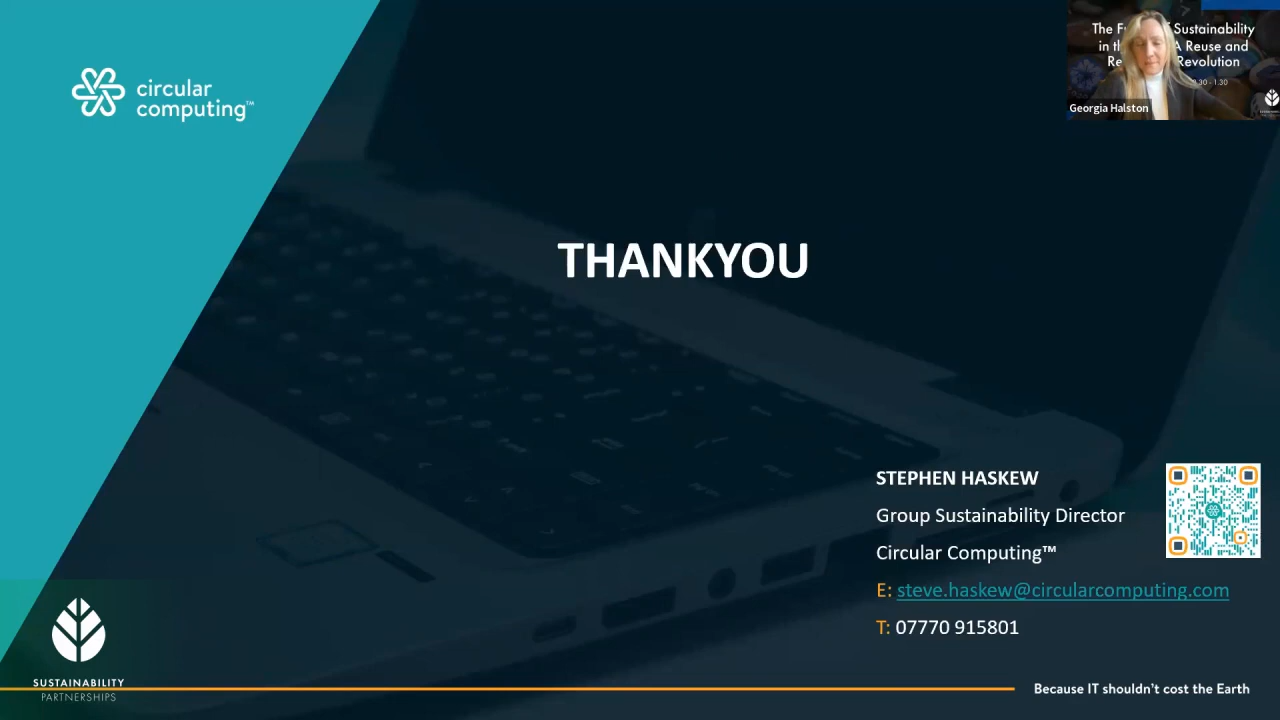 circular
computing™
The F Sustainability
in th A Reuse and
Re Revolution
Georgia Halston
THANKYOU
STEPHEN HASKEW
Group Sustainability Director
Circular Computing™
E: steve.haskew@circularcomputing.com
T: 07770 915801
SUSTAINABILITY
PARTNERSHIPS
Because IT shouldn't cost the Earth